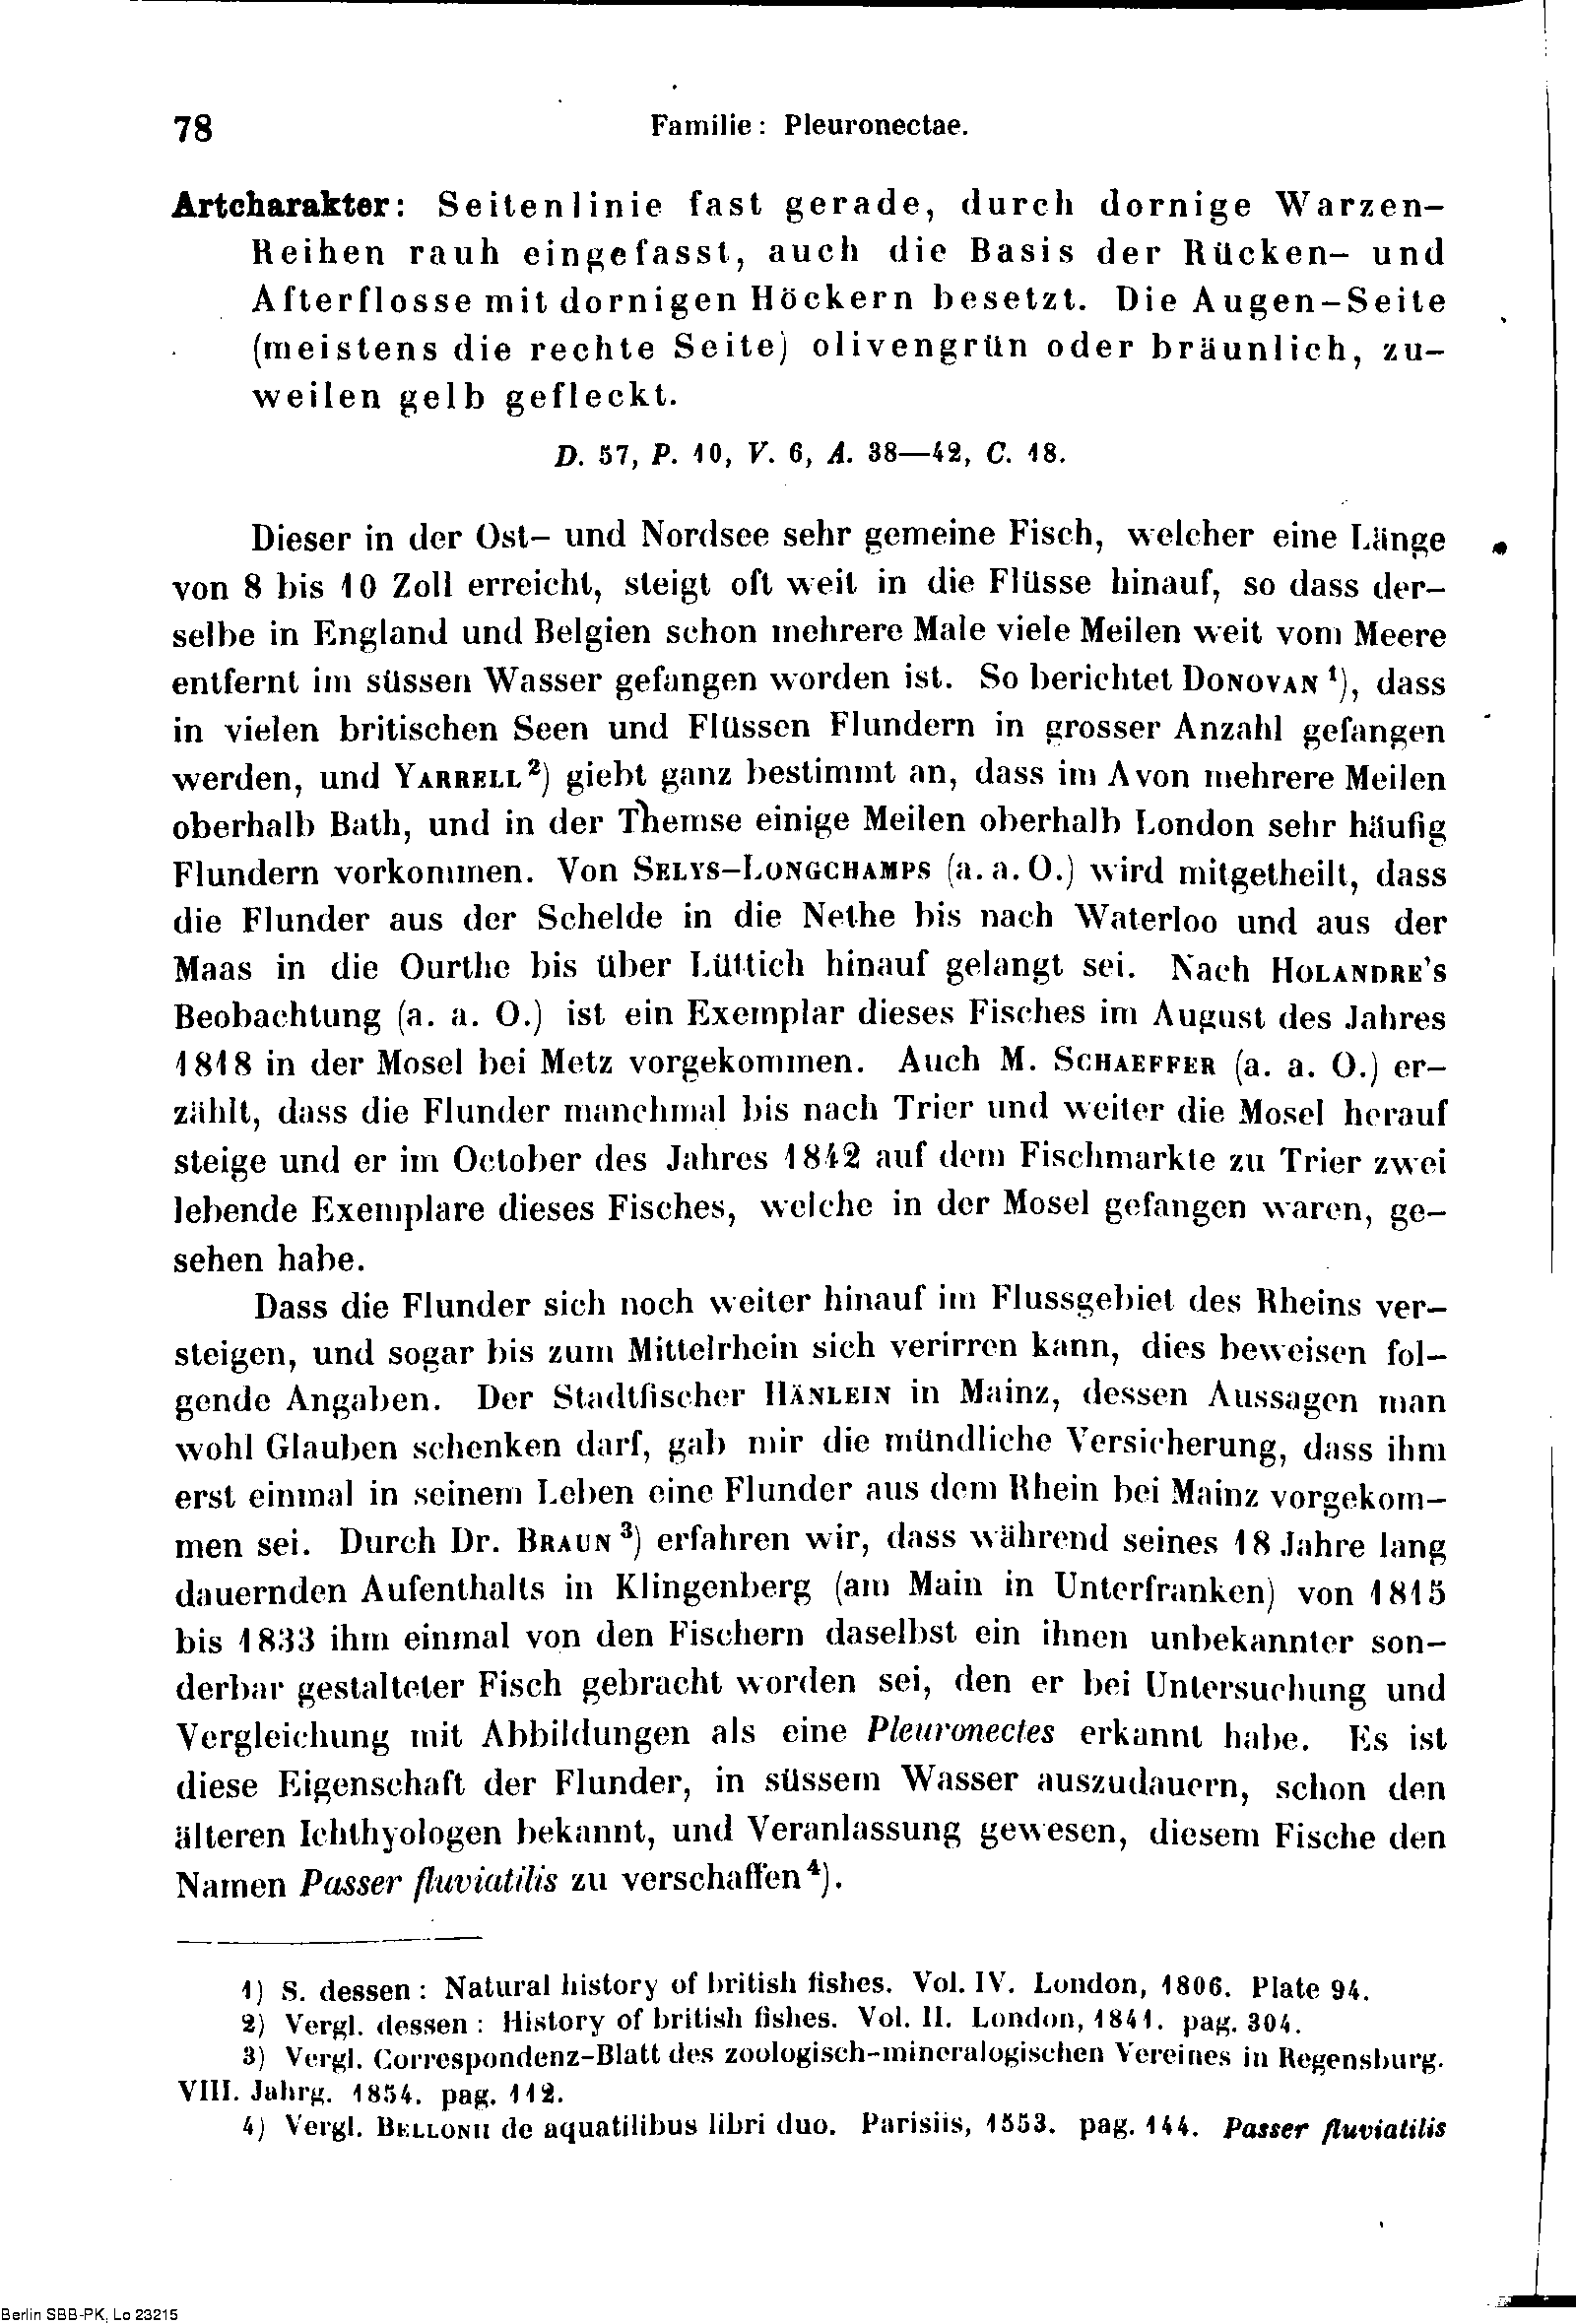 78 Familie: Pleuronectae.
Artcharakter: Seitenlinie fast gerade, durch dornige Warzen-
Reihen rauh eingefasst, auch die Basis der Rücken- und
Afterflosse mit dornigen Höckern besetzt. Die Augen-Seite
(meistens die rechte Seite) olivengrün oder bräunlich, zu-
weilen gelb gefleckt.
D. 57, P. 10, V. 6, A. 38—42, C. 18.
Dieser in der Ost- und Nordsee sehr gemeine Fisch, welcher eine Länge
von 8 bis 10 Zoll erreicht, steigt oft weit in die Flüsse hinauf, so dass der-
selbe in England und Belgien schon mehrere Male viele Meilen weit vom Meere
entfernt im süssen Wasser gefangen worden ist. So berichtet DONOVAN 1), dass
in vielen britischen Seen und Flüssen Flundern in grosser Anzahl gefangen
werden, und YARRELL 2) giebt ganz bestimmt an, dass im Avon mehrere Meilen
oberhalb Bath, und in der Themse einige Meilen oberhalb London sehr häufig
Flundern vorkommen. Von SELYS-LONGCHAMPS (a. a. O.) wird mitgetheilt, dass
die Flunder aus der Schelde in die Nethe bis nach Waterloo und aus der
Maas in die Ourthe bis über Lüttich hinauf gelangt sei. Nach HOLANDRE'S
Beobachtung (a. a. O.) ist ein Exemplar dieses Fisches im August des Jahres
1818 in der Mosel bei Metz vorgekommen. Auch M. SCHAEFFER (a. a. O.) er-
zählt, dass die Flunder manchmal bis nach Trier und weiter die Mosel herauf
steige und er im October des Jahres 1842 auf dem Fischmarkte zu Trier zwei
lebende Exemplare dieses Fisches, welche in der Mosel gefangen waren, ge-
sehen habe.
Dass die Flunder sich noch weiter hinauf im Flussgebiet des Rheins ver-
steigen, und sogar bis zum Mittelrhein sich verirren kann, dies beweisen fol-
gende Angaben. Der Stadtfischer HÄNLEIN in Mainz, dessen Aussagen man
wohl Glauben schenken darf, gab mir die mündliche Versicherung, dass ihm
erst einmal in seinem Leben eine Flunder aus dem Rhein bei Mainz vorgekom-
men sei. Durch Dr. BRAUN 3) erfahren wir, dass während seines 18 Jahre lang
dauernden Aufenthalts in Klingenberg (am Main in Unterfranken) von 1815
bis 1833 ihm einmal von den Fischern daselbst ein ihnen unbekannter son-
derbar gestalteter Fisch gebracht worden sei, den er bei Untersuchung und
Vergleichung mit Abbildungen als eine Pleuronectes erkannt habe. Es ist
diese Eigenschaft der Flunder, in süssem Wasser auszudauern, schon den
älteren Ichthyologen bekannt, und Veranlassung gewesen, diesem Fische den
Namen Passer fluviatilis zu verschaffen 4).
1) S. dessen: Natural history of british fishes. Vol. IV. London, 1806. Plate 94.
2) Vergl. dessen: History of british fishes. Vol. II. London, 1841. pag. 304.
3) Vergl. Correspondenz-Blatt des zoologisch-mineralogischen Vereines in Regensburg.
VIII. Jahrg. 1854. pag. 112.
4) Vergl. BELLONII de aquatilibus libri duo. Parisiis, 1553. pag. 144. Passer fluviatilis
Berlin SBB-PK, Lo 23215